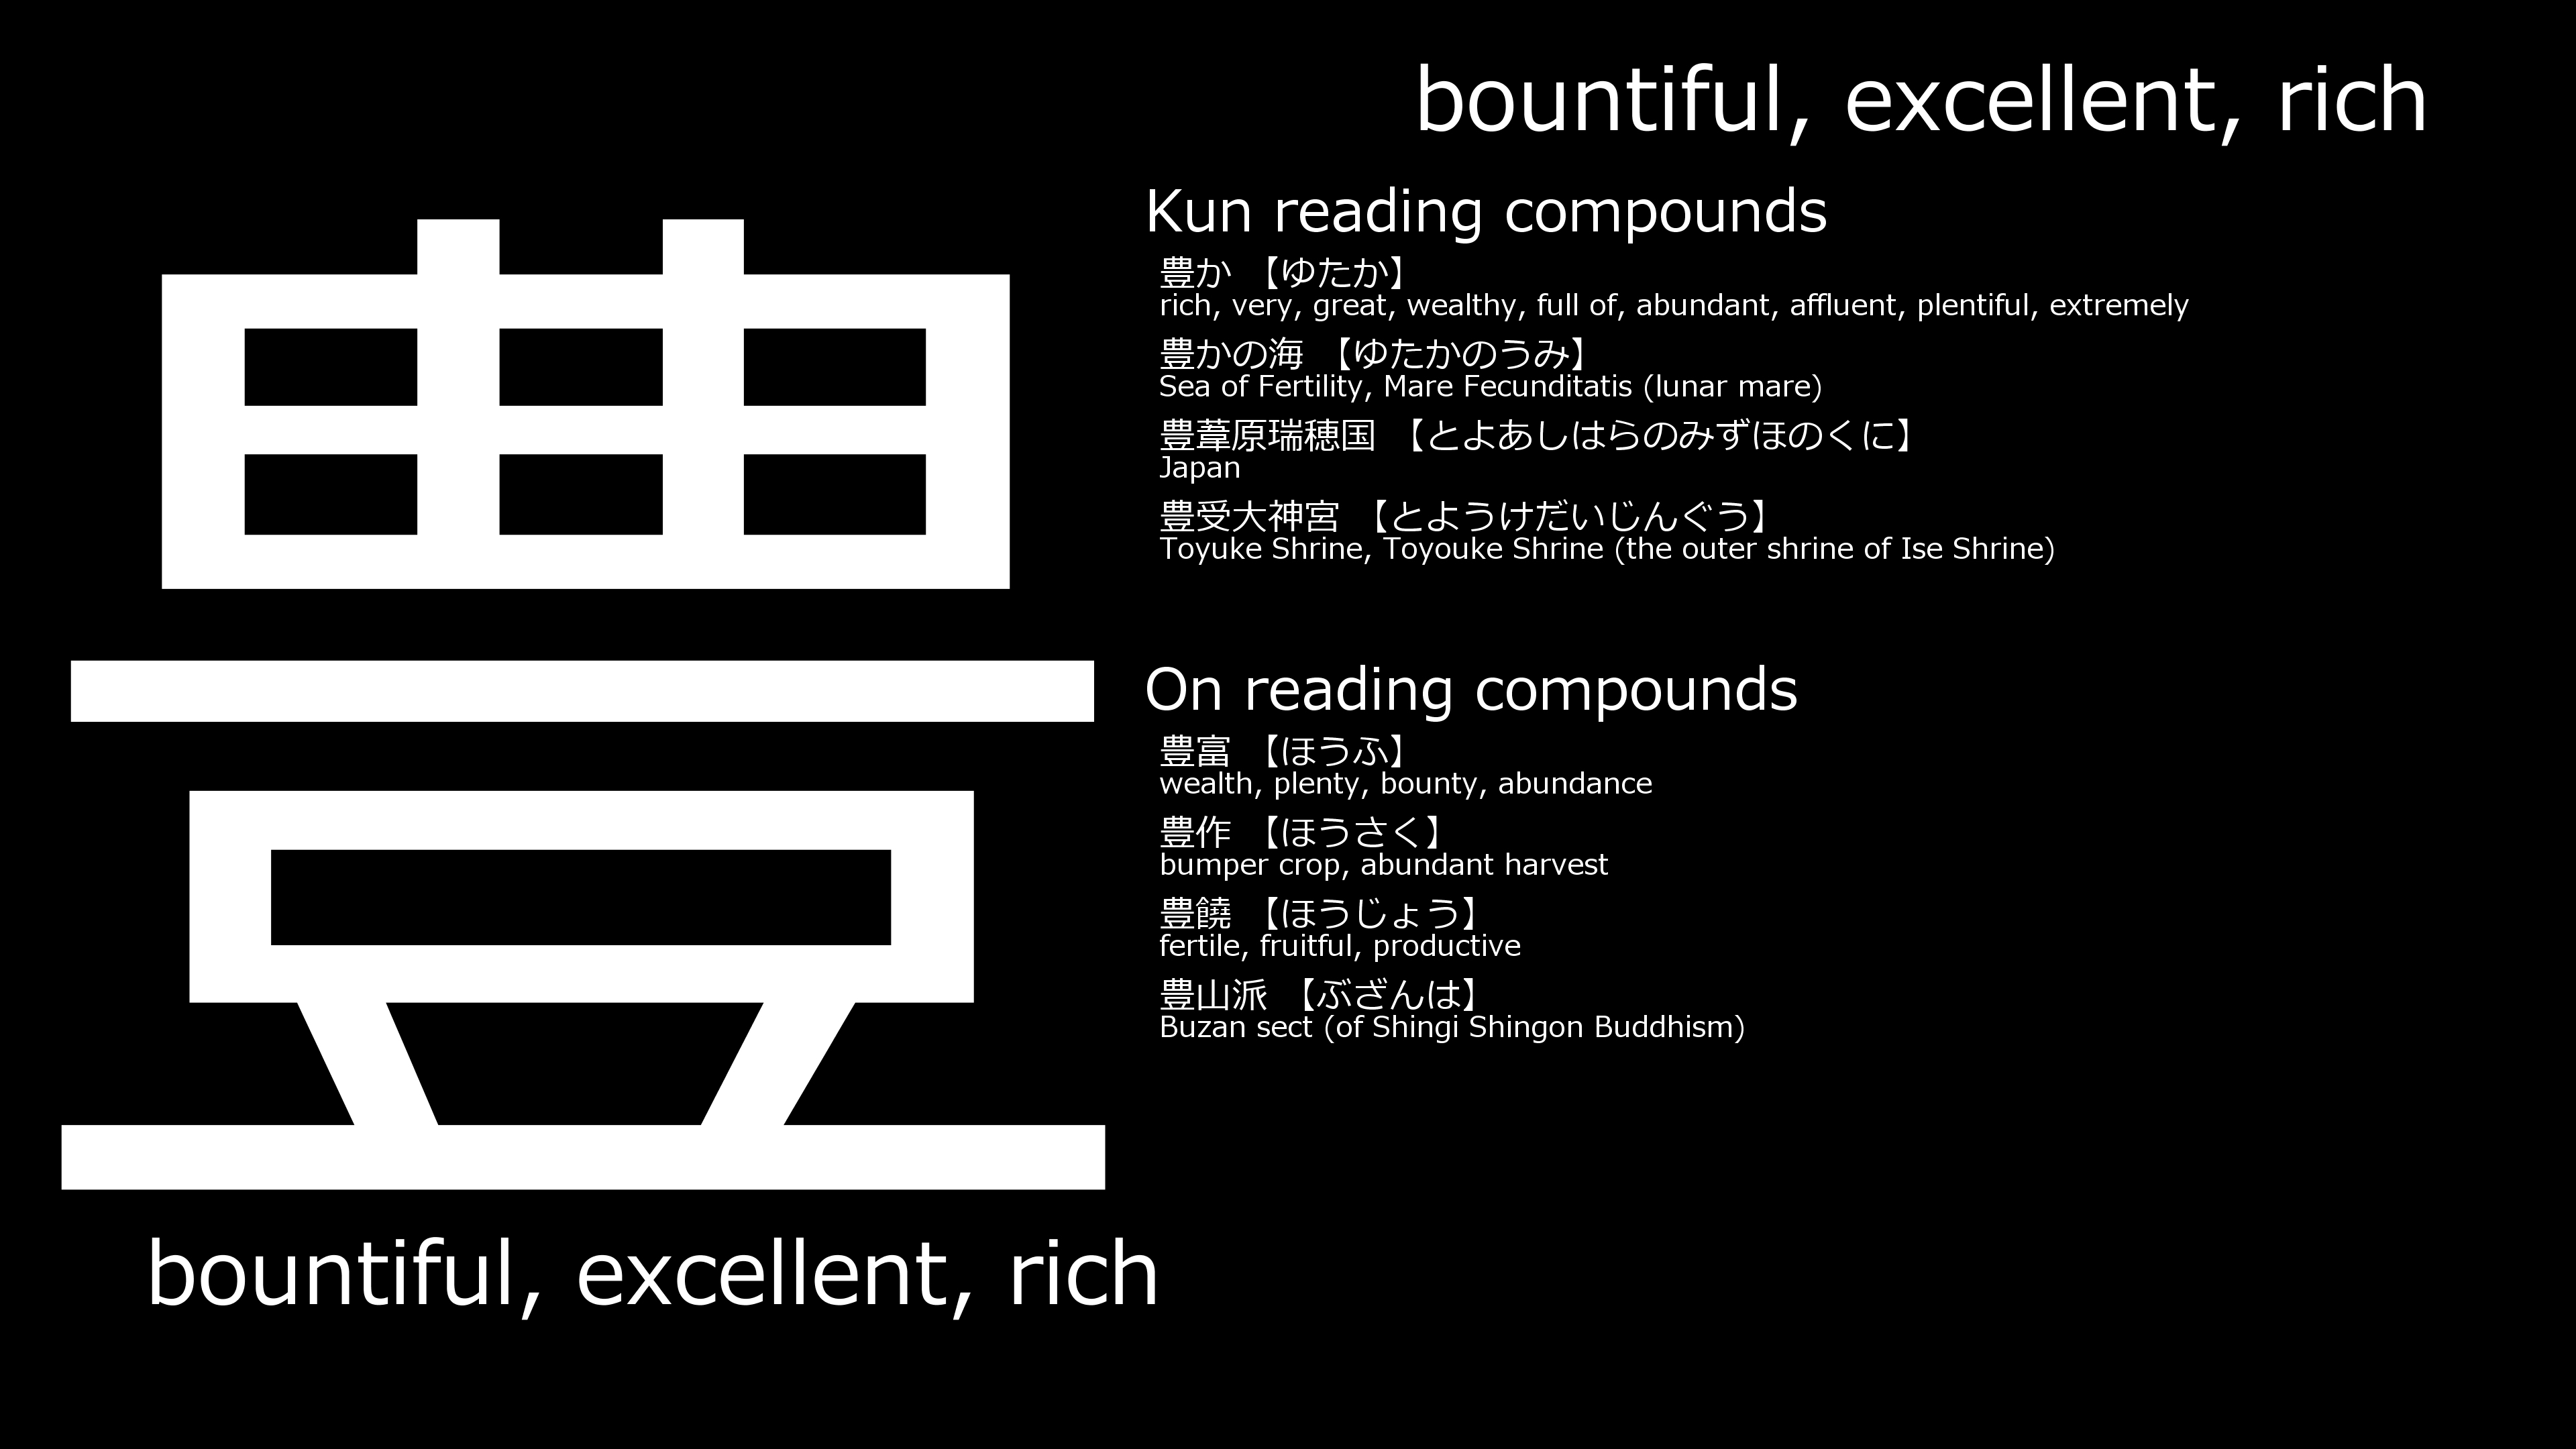 bountiful, excellent, rich
豊
bountiful, excellent, rich
Kun reading compounds
豊か 【ゆたか】
rich, very, great, wealthy, full of, abundant, affluent, plentiful, extremely
豊かの海 【ゆたかのうみ】
Sea of Fertility, Mare Fecunditatis (lunar mare)
豊葦原瑞穂国 【とよあしはらのみずほのくに】
Japan
豊受大神宮 【とようけだいじんぐう】
Toyuke Shrine, Toyouke Shrine (the outer shrine of Ise Shrine)
On reading compounds
豊富 【ほうふ】
wealth, plenty, bounty, abundance
豊作 【ほうさく】
bumper crop, abundant harvest
豊饒 【ほうじょう】
fertile, fruitful, productive
豊山派 【ぶざんは】
Buzan sect (of Shingi Shingon Buddhism)